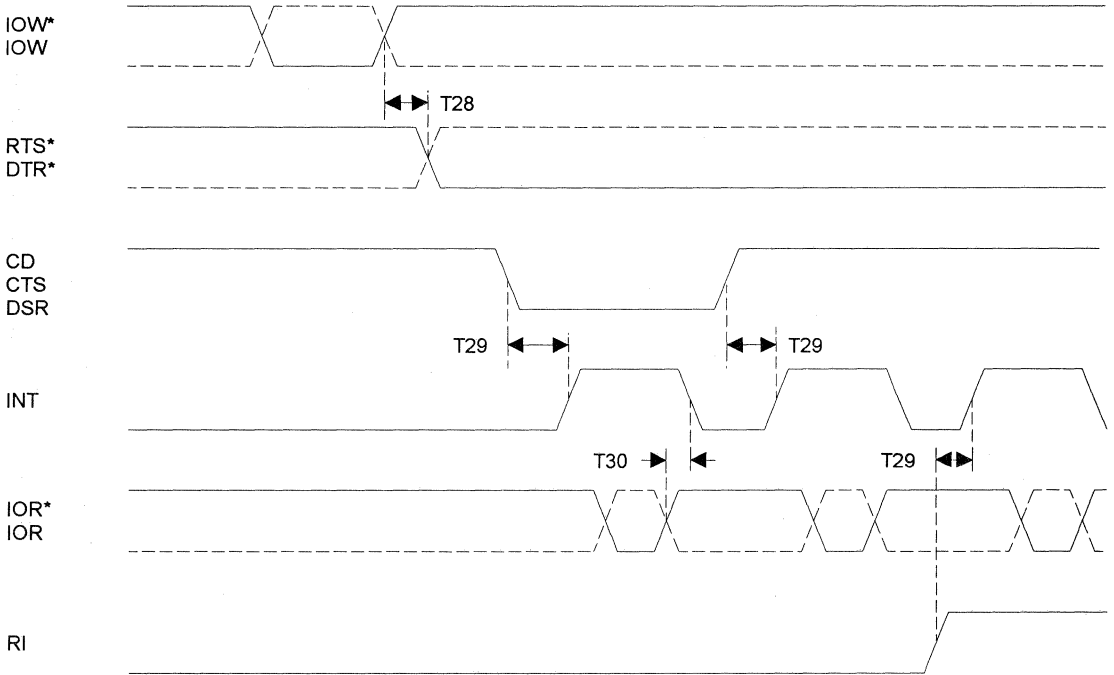 IOW*
IOW
T28
RTS*
DTR*
CD
CTS
DSR
T29
T29
INT
T30
T29
IOR*
IOR
RI